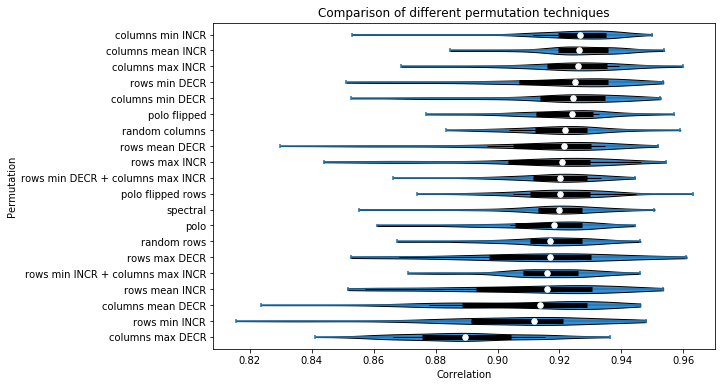 Comparison of different permutation techniques
columns min INCR
columns mean INCR
columns max INCR
rows min DECR
columns min DECR
polo flipped
random columns
rows mean DECR
rows max INCR
rows min DECR + columns max INCR
polo flipped rows
spectral
polo
random rows
rows max DECR
rows min INCR + columns max INCR
rows mean INCR
columns mean DECR
rows min INCR
columns max DECR
Permutation
0.82 0.84 0.86 0.88 0.90 0.92 0.94 0.96
Correlation